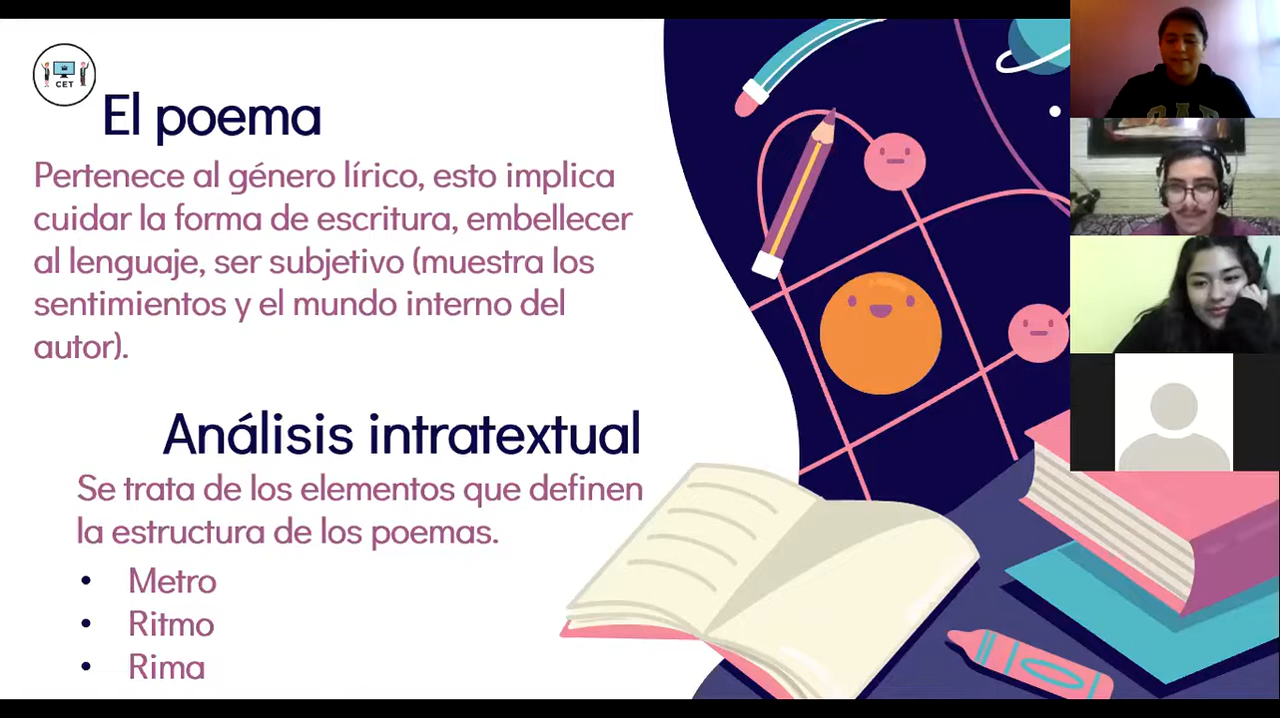 CET
El poema
Pertenece al género lírico, esto implica
cuidar la forma de escritura, embellecer
al lenguaje, ser subjetivo (muestra los
sentimientos y el mundo interno del
autor).
Análisis intratextual
Se trata de los elementos que definen
la estructura de los poemas.
• Metro
• Ritmo
• Rima
GAP